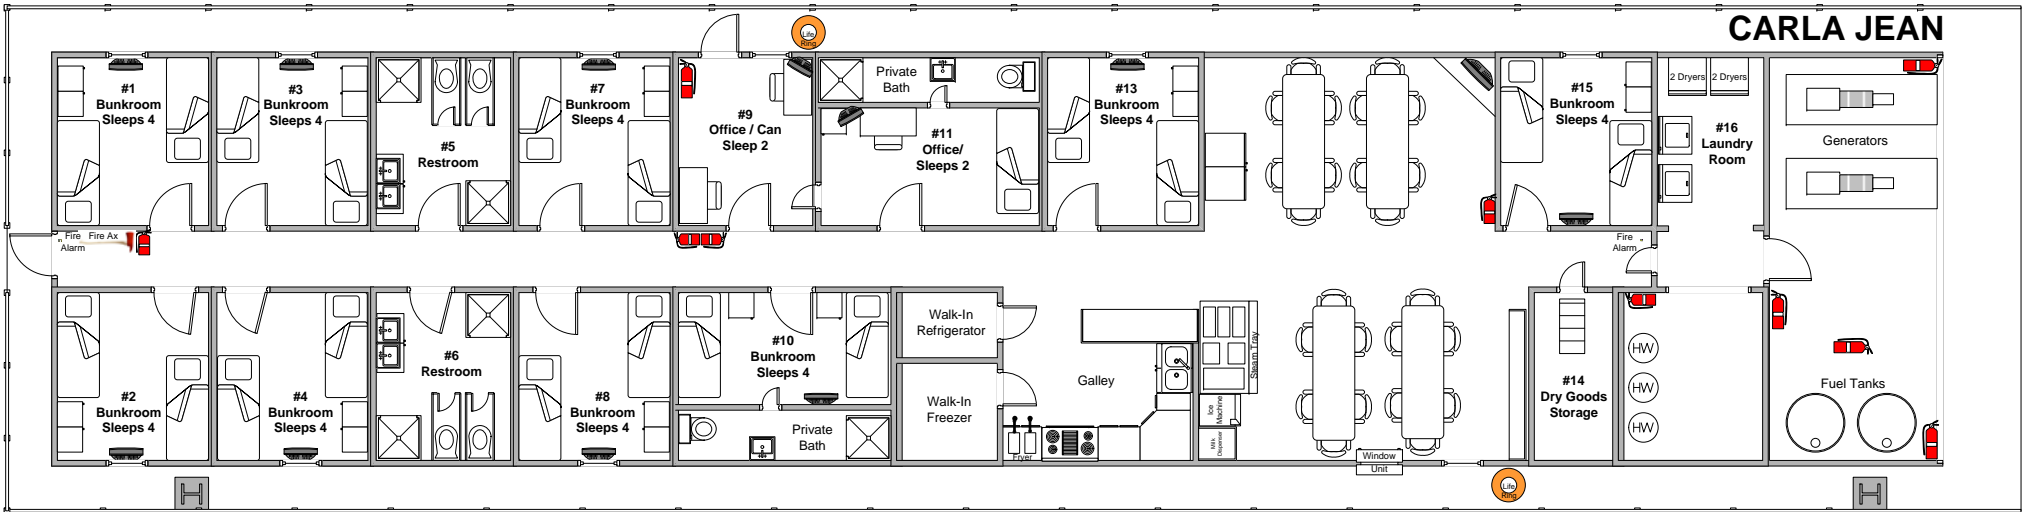 CARLA JEAN
Life
Ring
#1
Bunkroom
Sleeps 4
#3
Bunkroom
Sleeps 4
#5
Restroom
#7
Bunkroom
Sleeps 4
#9
Office / Can
Sleep 2
Private
Bath
#11
Office/
Sleeps 2
#13
Bunkroom
Sleeps 4
#15
Bunkroom
Sleeps 4
2 Dryers
2 Dryers
#16
Laundry
Room
Generators
Fire
Alarm
Fire Ax
Fire
Alarm
#2
Bunkroom
Sleeps 4
#4
Bunkroom
Sleeps 4
#6
Restroom
#8
Bunkroom
Sleeps 4
#10
Bunkroom
Sleeps 4
Private
Bath
Walk-In
Refrigerator
Walk-In
Freezer
Galley
Fryer
Steam Tray
Ice
Machine
Milk
Dispenser
Window
Unit
#14
Dry Goods
Storage
HW
HW
HW
Fuel Tanks
Life
Ring
H
H